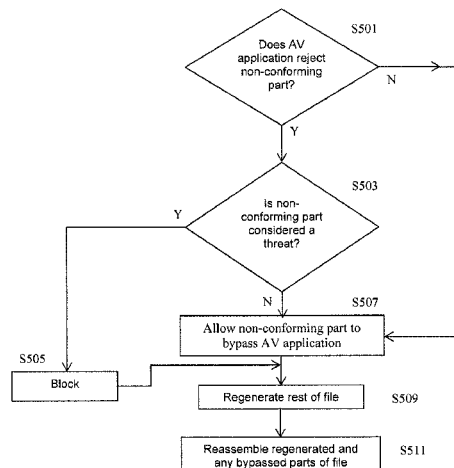 S501
Does AV
application reject
non-conforming
part?
N
Y
S503
Is non-
conforming part
considered a
threat?
Y
N
S507
Allow non-conforming part to
bypass AV application
S505
Block
Regenerate rest of file
S509
Reassemble regenerated and
any bypassed parts of file
S511